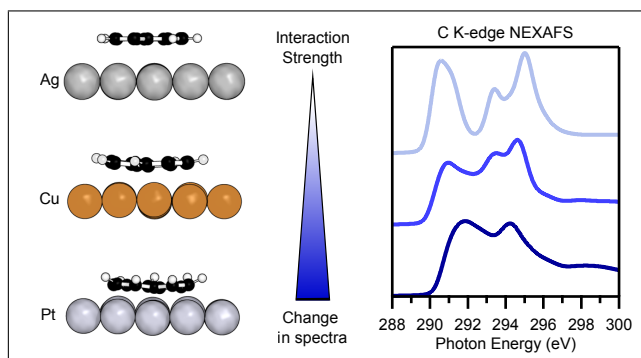 Ag
Cu
Pt
Interaction
Strength
Change
in spectra
C K-edge NEXAFS
288 290 292 294 296 298 300
Photon Energy (eV)